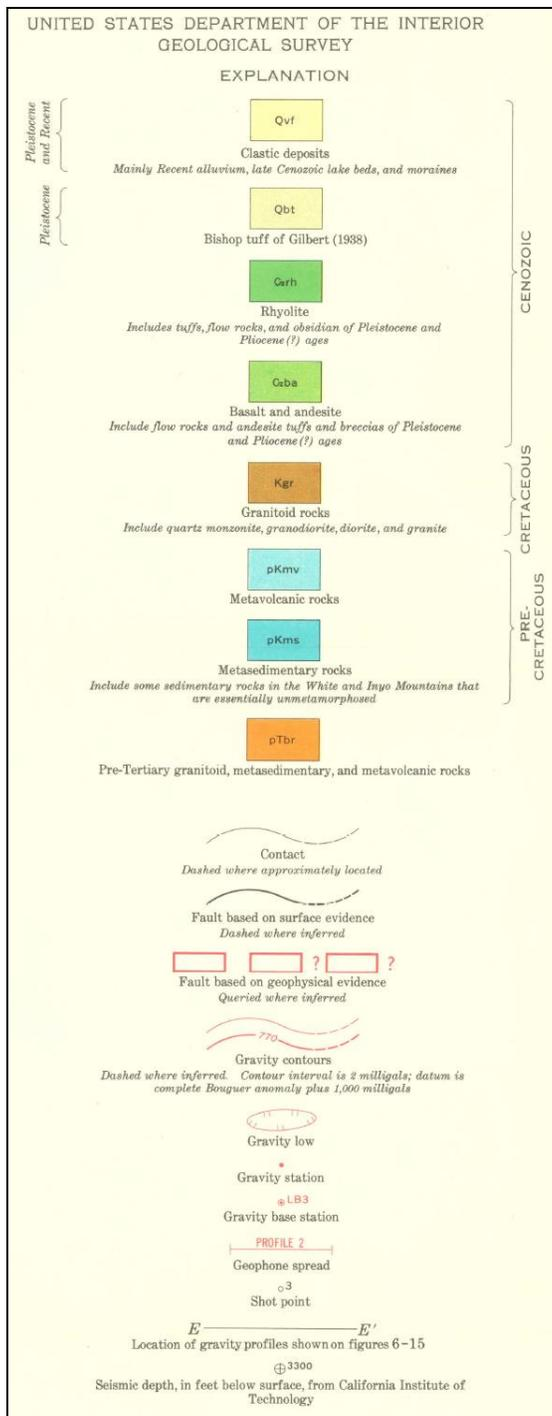 UNITED STATES DEPARTMENT OF THE INTERIOR
GEOLOGICAL SURVEY
EXPLANATION
Pleistocene
and Recent
Qvf
Clastic deposits
Mainly Recent alluvium, late Cenozoic lake beds, and moraines
Pleistocene
Qbt
Bishop tuff of Gilbert (1938)
CENOZOIC
Rhyolite
Includes tuffs, flow rocks, and obsidian of Pleistocene and
Pliocene (?) ages
Basalt and andesite
Include flow rocks and andesite tuffs and breccias of Pleistocene
and Pliocene (?) ages
Kgr
Granitoid rocks
Include quartz monzonite, granodiorite, diorite, and granite
CRETACEOUS
pKmv
Metavolcanic rocks
pKms
Metasedimentary rocks
Include some sedimentary rocks in the White and Inyo Mountains that
are essentially unmetamorphosed
PRE-
CRETACEOUS
pTbr
Pre-Tertiary granitoid, metasedimentary, and metavolcanic rocks
Contact
Dashed where approximately located
Fault based on surface evidence
Dashed where inferred
? ?
Fault based on geophysical evidence
Queried where inferred
770
Gravity contours
Dashed where inferred. Contour interval is 2 milligals; datum is
complete Bouguer anomaly plus 1,000 milligals
Gravity low
Gravity station
LB3
Gravity base station
PROFILE 2
Geophone spread
3
Shot point
E E'
Location of gravity profiles shown on figures 6-15
3300
Seismic depth, in feet below surface, from California Institute of
Technology